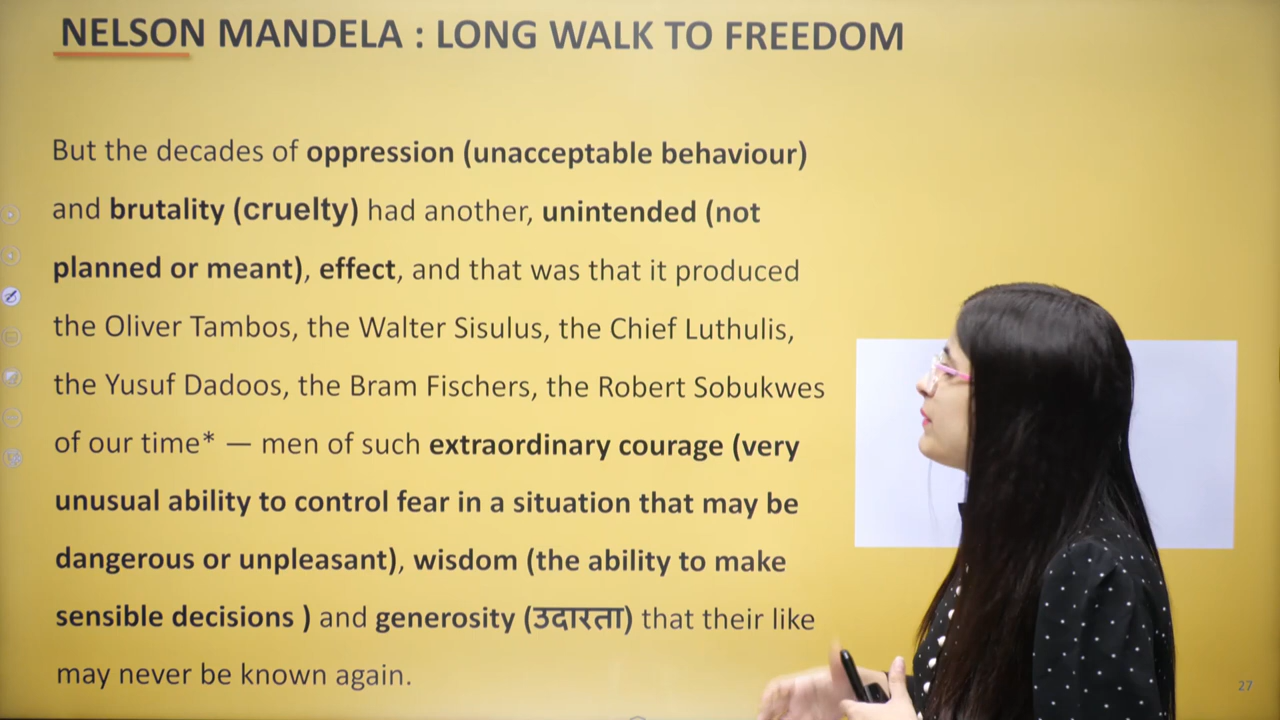 NELSON MANDELA : LONG WALK TO FREEDOM
But the decades of oppression (unacceptable behaviour)
and brutality (cruelty) had another, unintended (not
planned or meant), effect, and that was that it produced
the Oliver Tambos, the Walter Sisulus, the Chief Luthulis,
the Yusuf Dadoos, the Bram Fischers, the Robert Sobukwes
of our time* — men of such extraordinary courage (very
unusual ability to control fear in a situation that may be
dangerous or unpleasant), wisdom (the ability to make
sensible decisions ) and generosity (उदारता) that their like
may never be known again.
27